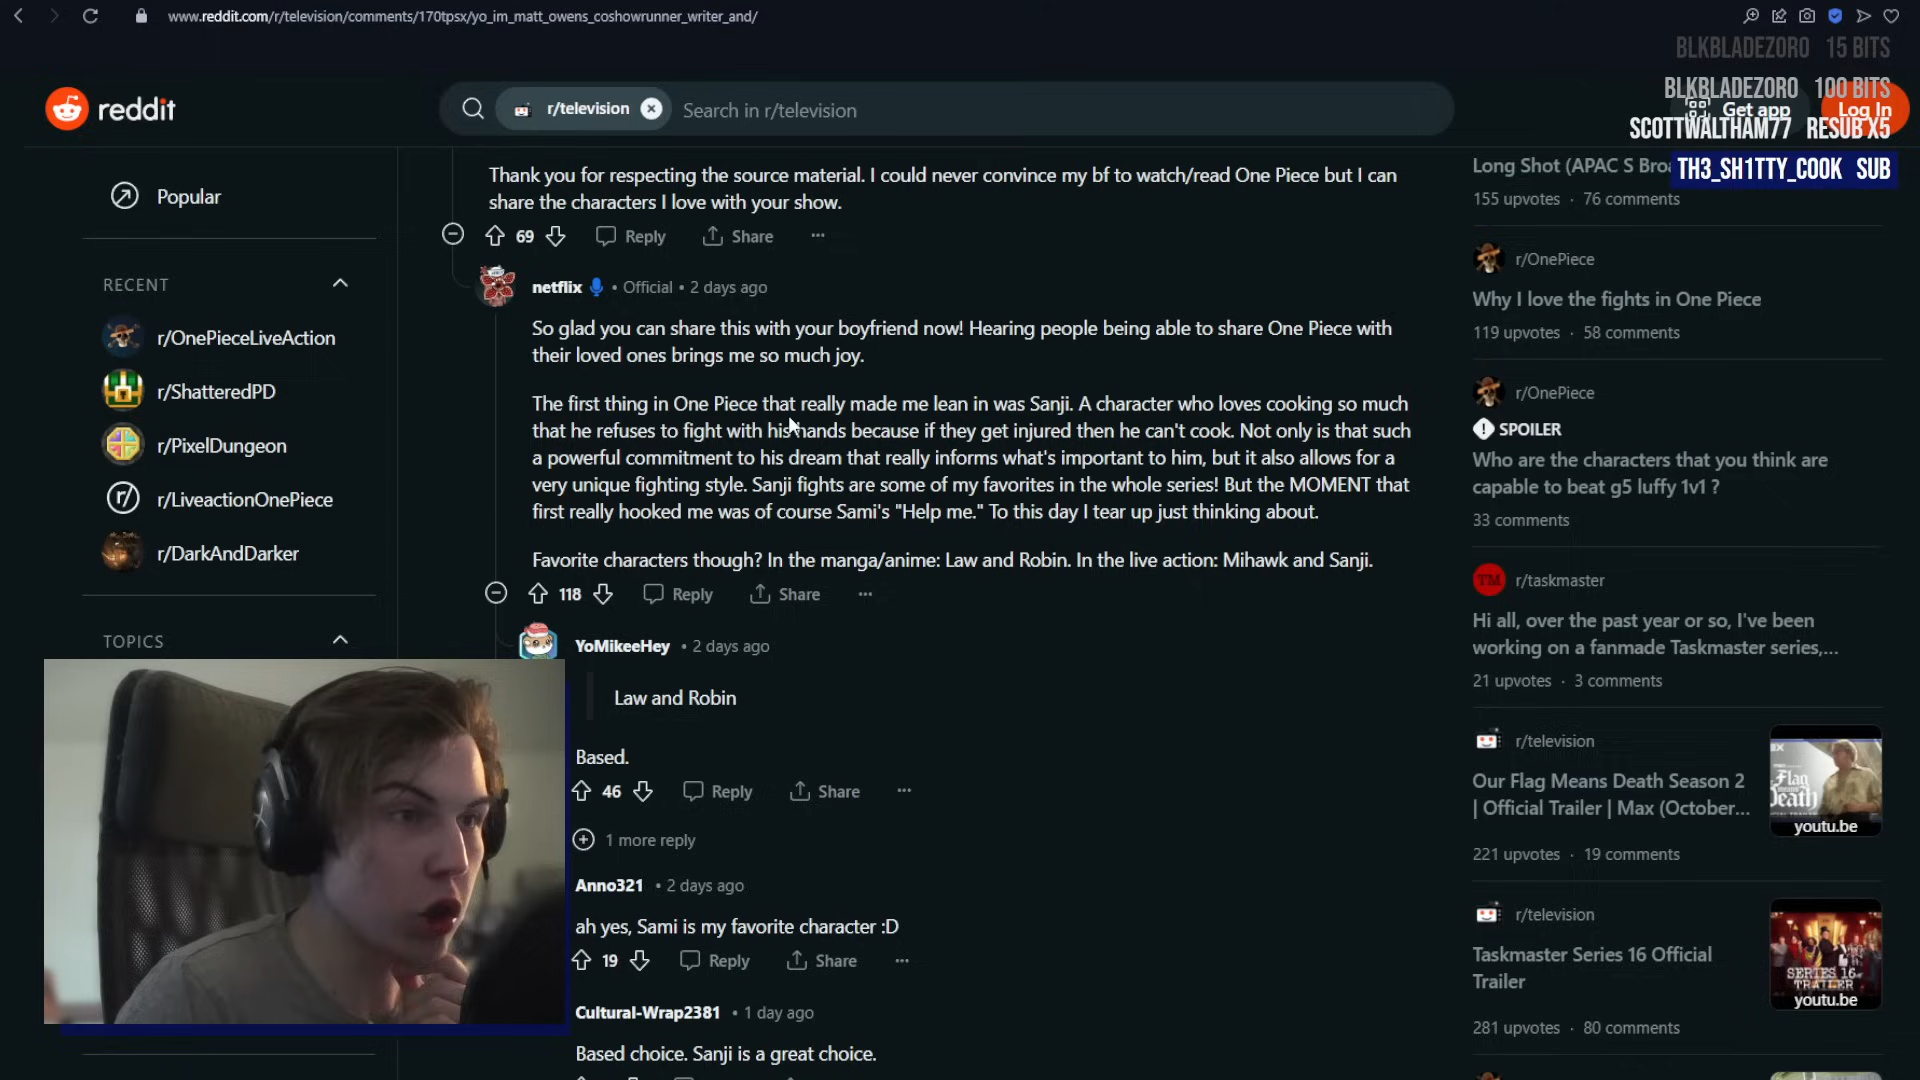 www.reddit.com/r/television/comments/170tpsx/yo_im_matt_owens_coshowrunner_writer_and/
BLKBLADEZORO 15 BITS
BLKBLADEZORO 100 BITS
SCOTTWALTHAM77 RESUB X5
TH3_SH1TTY_COOK SUB
reddit
r/television
Search in r/television
Get app
Log In
Popular
RECENT
r/OnePieceLiveAction
r/ShatteredPD
r/PixelDungeon
r/LiveactionOnePiece
r/DarkAndDarker
TOPICS
Thank you for respecting the source material. I could never convince my bf to watch/read One Piece but I can
share the characters I love with your show.
69 Reply Share ...
netflix • Official • 2 days ago
So glad you can share this with your boyfriend now! Hearing people being able to share One Piece with
their loved ones brings me so much joy.
The first thing in One Piece that really made me lean in was Sanji. A character who loves cooking so much
that he refuses to fight with his hands because if they get injured then he can't cook. Not only is that such
a powerful commitment to his dream that really informs what's important to him, but it also allows for a
very unique fighting style. Sanji fights are some of my favorites in the whole series! But the MOMENT that
first really hooked me was of course Sami's "Help me." To this day I tear up just thinking about.
Favorite characters though? In the manga/anime: Law and Robin. In the live action: Mihawk and Sanji.
118 Reply Share ...
YoMikeeHey • 2 days ago
Law and Robin
Based.
46 Reply Share ...
1 more reply
Anno321 • 2 days ago
ah yes, Sami is my favorite character :D
19 Reply Share ...
Cultural-Wrap2381 • 1 day ago
Based choice. Sanji is a great choice.
Long Shot (APAC S Bro
155 upvotes · 76 comments
r/OnePiece
Why I love the fights in One Piece
119 upvotes · 58 comments
r/OnePiece
SPOILER
Who are the characters that you think are
capable to beat g5 luffy 1v1 ?
33 comments
TM
r/taskmaster
Hi all, over the past year or so, I've been
working on a fanmade Taskmaster series,...
21 upvotes · 3 comments
r/television
Our Flag Means Death Season 2
| Official Trailer | Max (October...
Flag
means
Death
youtu.be
221 upvotes · 19 comments
r/television
Taskmaster Series 16 Official
Trailer
SERIES 16
TRAILER
youtu.be
281 upvotes · 80 comments